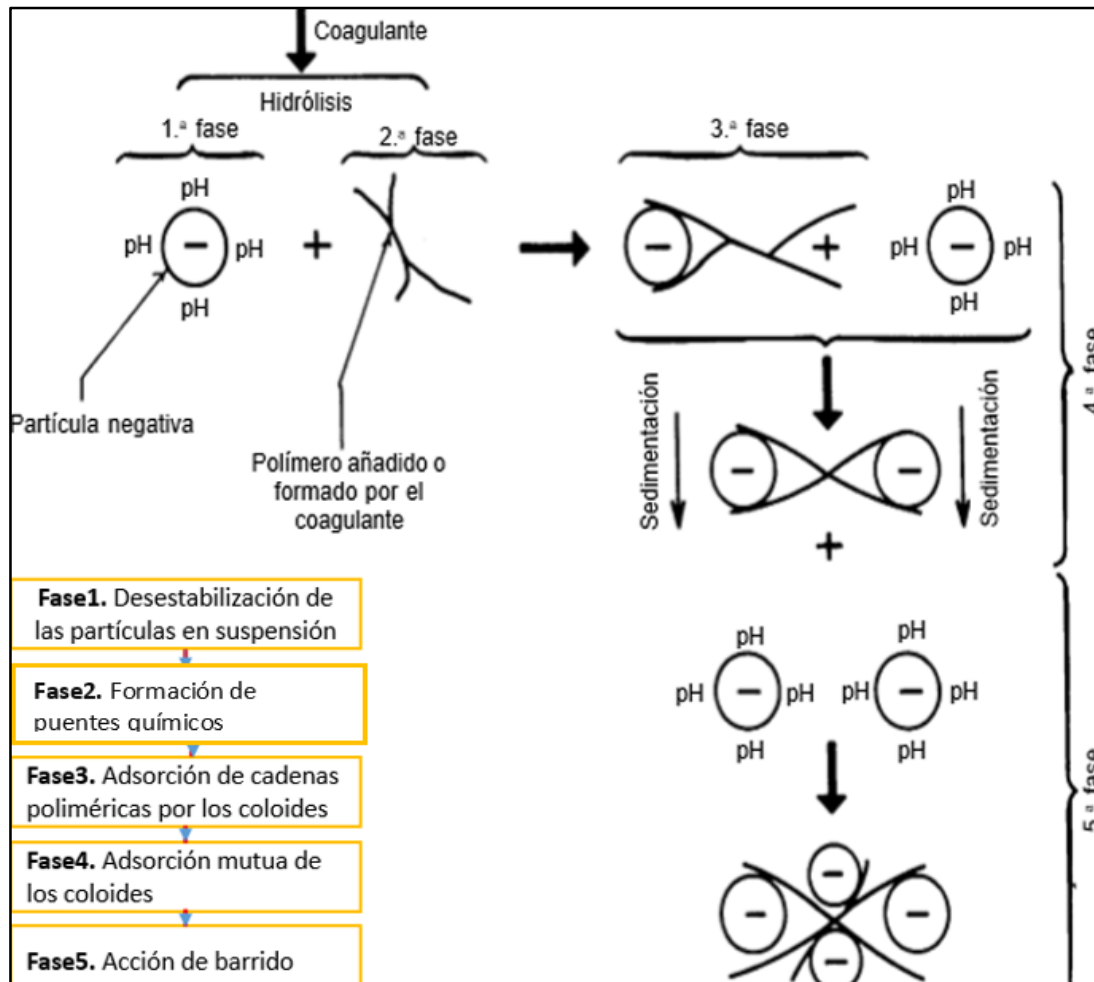 Coagulante
Hidrólisis
1.ª fase
2.ª fase
3.ª fase
pH
pH
-
pH
pH
+
-
+
pH
pH
-
pH
pH
4.ª fase
Partícula negativa
Polímero añadido o
formado por el
coagulante
Sedimentación
-
-
Sedimentación
+
Fase1. Desestabilización de
las partículas en suspensión
Fase2. Formación de
puentes químicos
Fase3. Adsorción de cadenas
poliméricas por los coloides
Fase4. Adsorción mutua de
los coloides
Fase5. Acción de barrido
pH
pH
-
pH
pH
pH
pH
-
pH
pH
5.ª fase
-
-
-
-